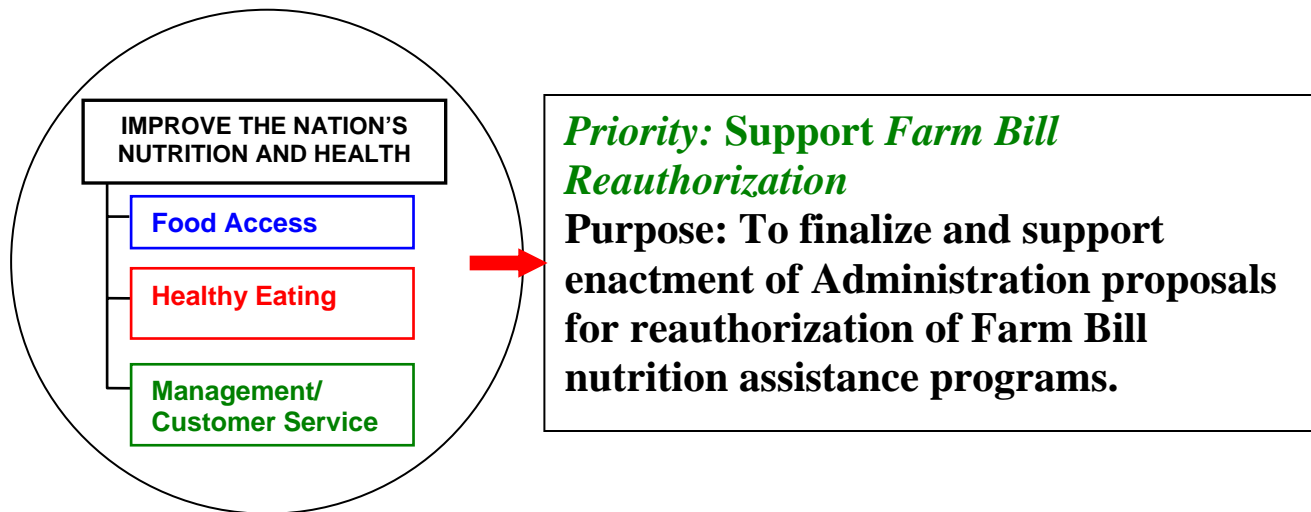 IMPROVE THE NATION’S
NUTRITION AND HEALTH
Food Access
Healthy Eating
Management/
Customer Service
Priority: Support Farm Bill
Reauthorization
Purpose: To finalize and support
enactment of Administration proposals
for reauthorization of Farm Bill
nutrition assistance programs.